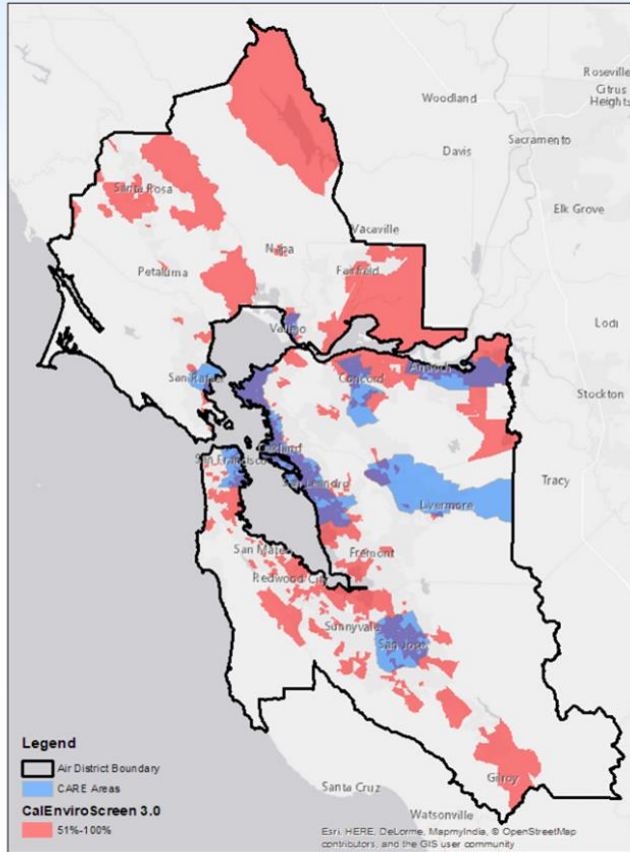 Roseville
Citrus
Heights
Woodland
Sacramento
Davis
Elk Grove
Santa Rosa
Vacaville
Napa
Fairfield
Petaluma
Lodi
Vallejo
San Rafael
Concord
Antioch
Stockton
Oakland
San Francisco
San Leandro
Tracy
Livermore
San Mateo
Fremont
Redwood City
Sunnyvale
San Jose
Legend
Air District Boundary
CARE Areas
CalEnviroScreen 3.0
51%-100%
Gilroy
Santa Cruz
Watsonville
Esri, HERE, DeLorme, MapmyIndia, © OpenStreetMap
contributors, and the GIS user community